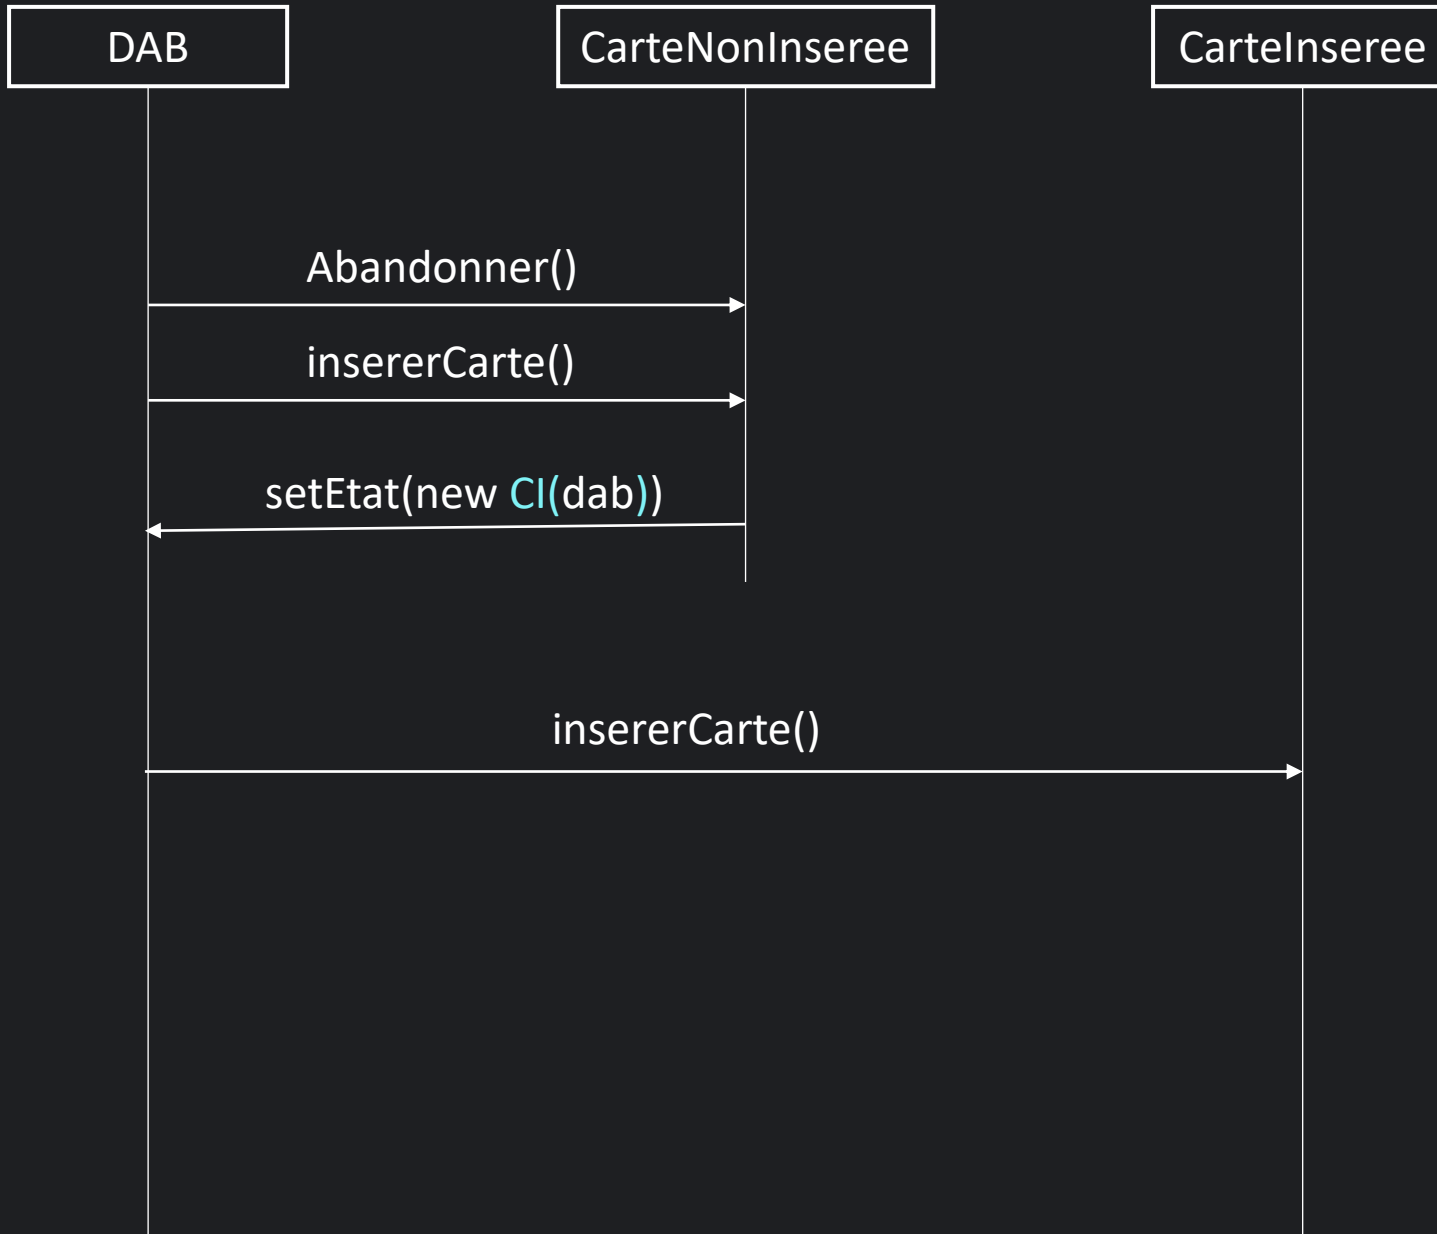 DAB
CarteNonInseree
CarteInseree
Abandonner()
insererCarte()
setEtat(new CI(dab))
insererCarte()